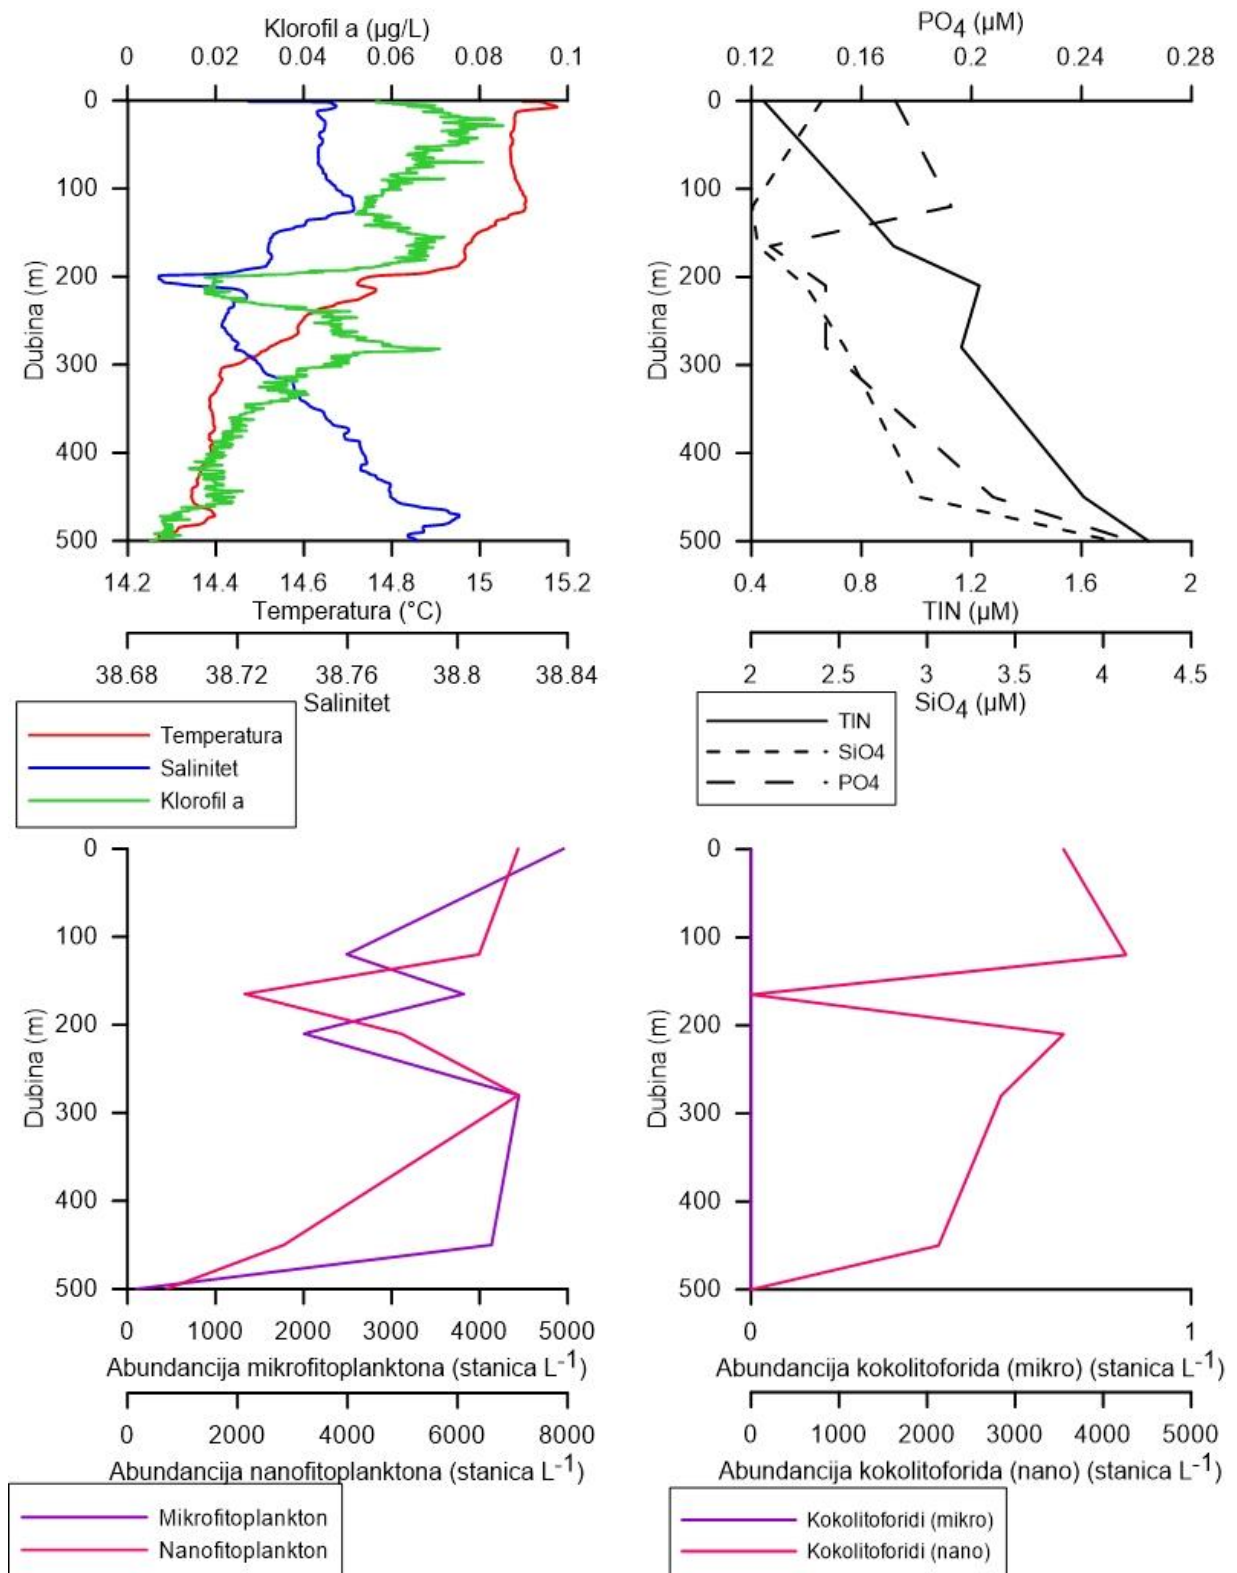 Klorofil a (µg/L)
0 0.02 0.04 0.06 0.08 0.1
0
100
200
300
400
500
Dubina (m)
14.2 14.4 14.6 14.8 15 15.2
Temperatura (°C)
38.68 38.72 38.76 38.8 38.84
Salinitet
Temperatura
Salinitet
Klorofil a
PO4 (µM)
0.12 0.16 0.2 0.24 0.28
0
100
200
300
400
500
Dubina (m)
0.4 0.8 1.2 1.6 2
TIN (µM)
2 2.5 3 3.5 4 4.5
SiO4 (µM)
TIN
SiO4
PO4
0
100
200
300
400
500
Dubina (m)
0 1000 2000 3000 4000 5000
Abundancija mikrofitoplanktona (stanica L-1)
0 2000 4000 6000 8000
Abundancija nanofitoplanktona (stanica L-1)
Mikrofitoplankton
Nanofitoplankton
0
100
200
300
400
500
Dubina (m)
0 1
Abundancija kokolitoforida (mikro) (stanica L-1)
0 1000 2000 3000 4000 5000
Abundancija kokolitoforida (nano) (stanica L-1)
Kokolitoforidi (mikro)
Kokolitoforidi (nano)